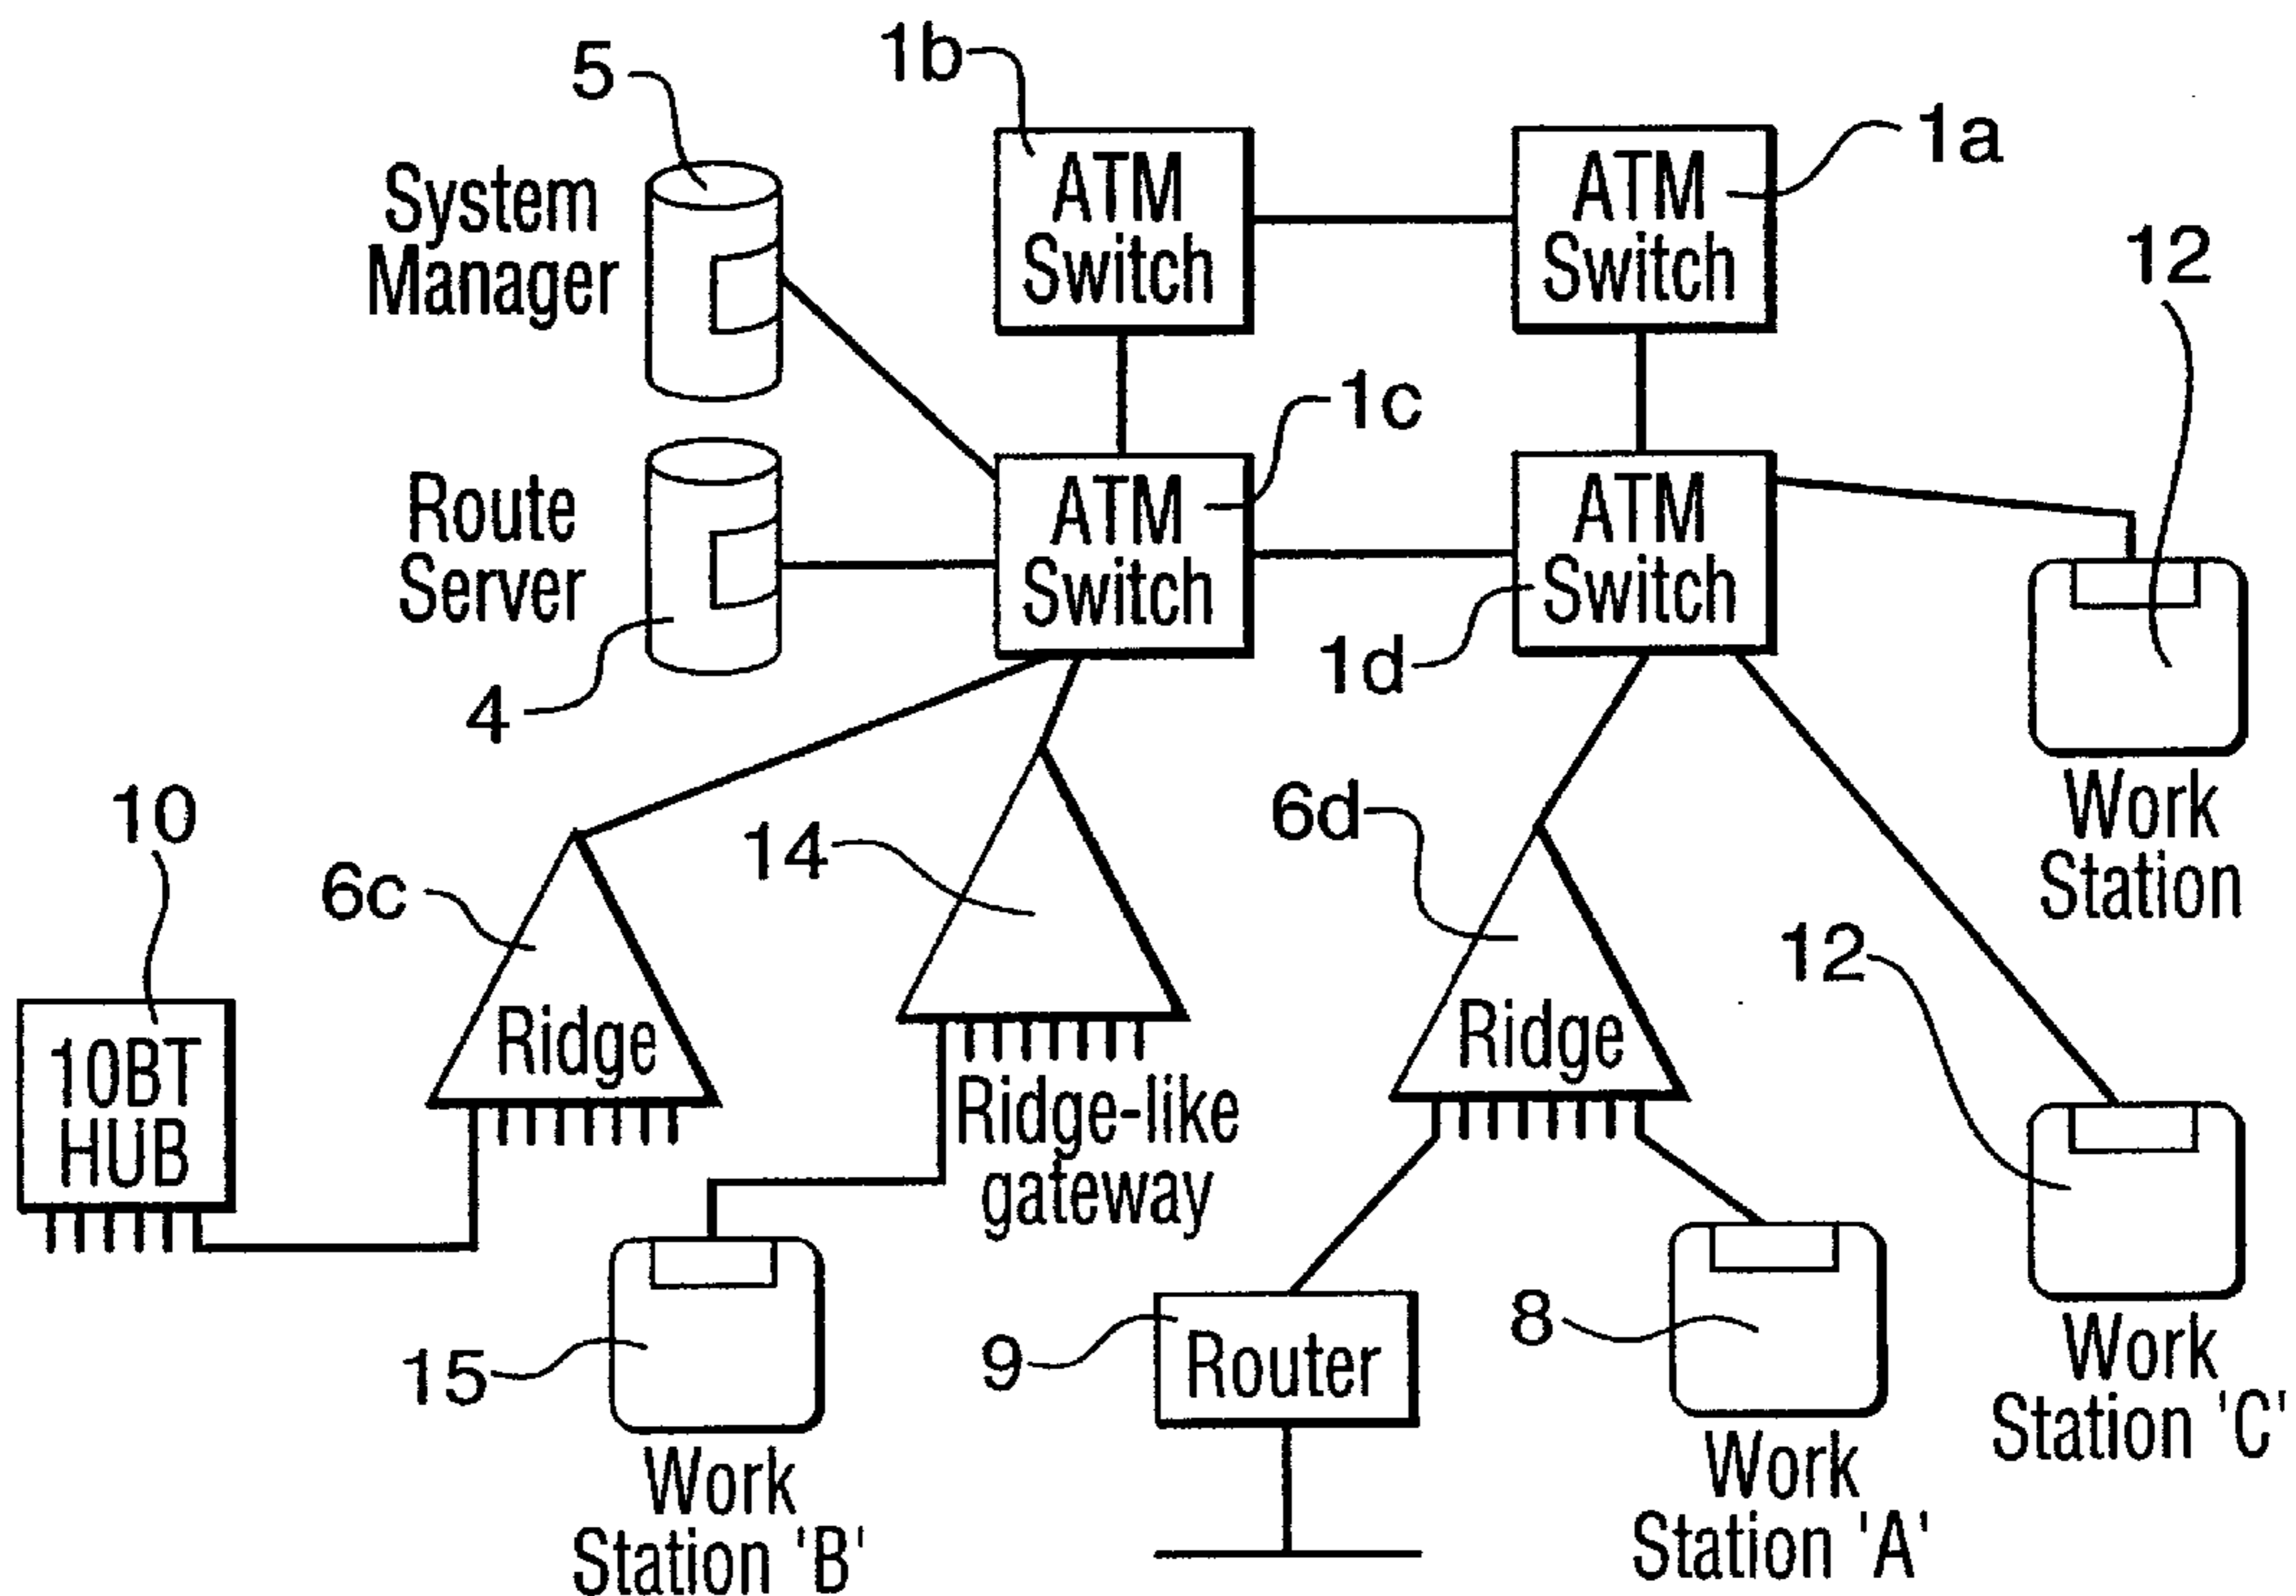 5
1b
1a
System
Manager
ATM
Switch
ATM
Switch
12
1c
Route
Server
4
ATM
Switch
1d
ATM
Switch
Work
Station
10
6c
14
6d
12
10BT
HUB
Ridge
Ridge-like
gateway
Ridge
15
Work
Station 'B'
9
Router
8
Work
Station 'A'
Work
Station 'C'